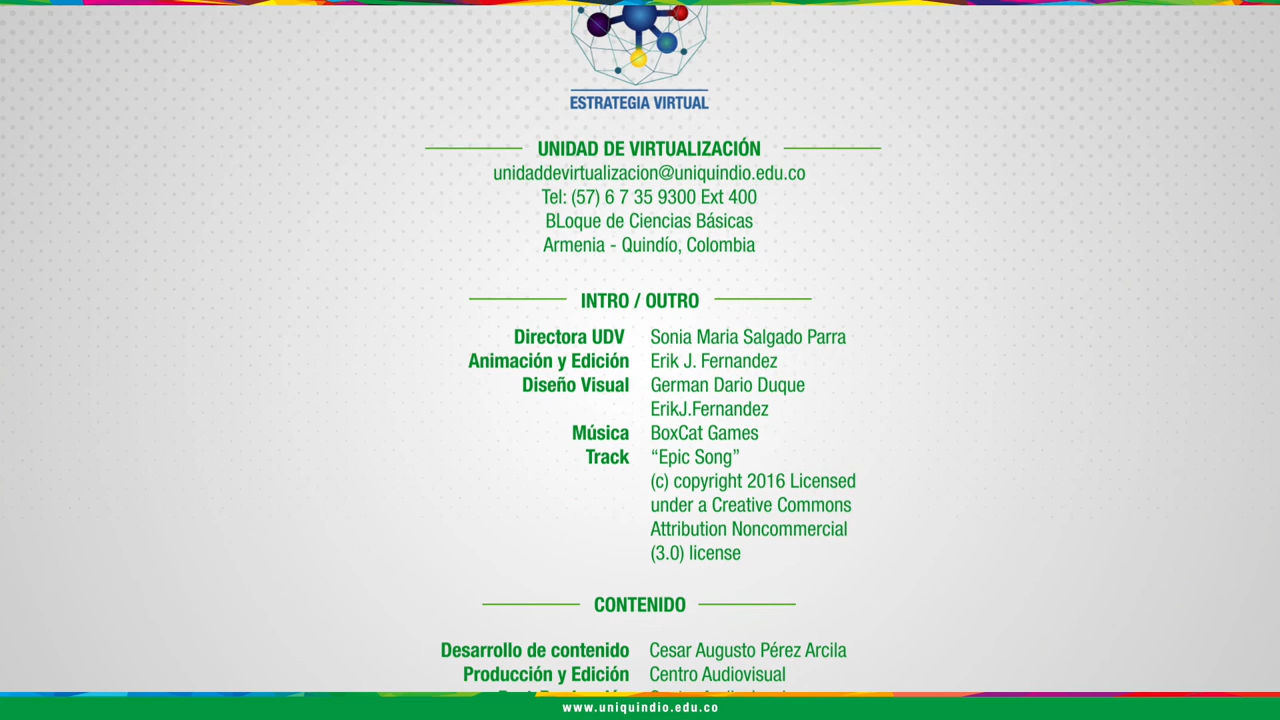 ESTRATEGIA VIRTUAL
UNIDAD DE VIRTUALIZACIÓN
unidaddevirtualizacion@uniquindio.edu.co
Tel: (57) 6 7 35 9300 Ext 400
BLoque de Ciencias Básicas
Armenia - Quindío, Colombia
INTRO / OUTRO
Directora UDV Sonia Maria Salgado Parra
Animación y Edición Erik J. Fernandez
Diseño Visual German Dario Duque
ErikJ.Fernandez
Música BoxCat Games
Track “Epic Song”
(c) copyright 2016 Licensed
under a Creative Commons
Attribution Noncommercial
(3.0) license
CONTENIDO
Desarrollo de contenido Cesar Augusto Pérez Arcila
Producción y Edición Centro Audiovisual
www.uniquindio.edu.co